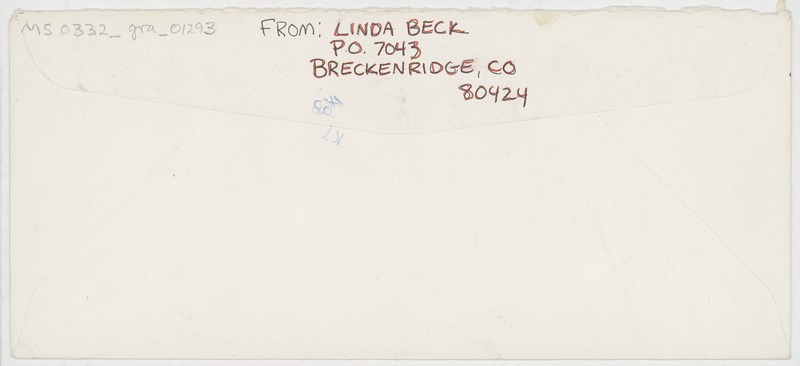 MS 0332_ gra_01293
FROM: LINDA BECK
P.O. 7043
BRECKENRIDGE, CO
80424